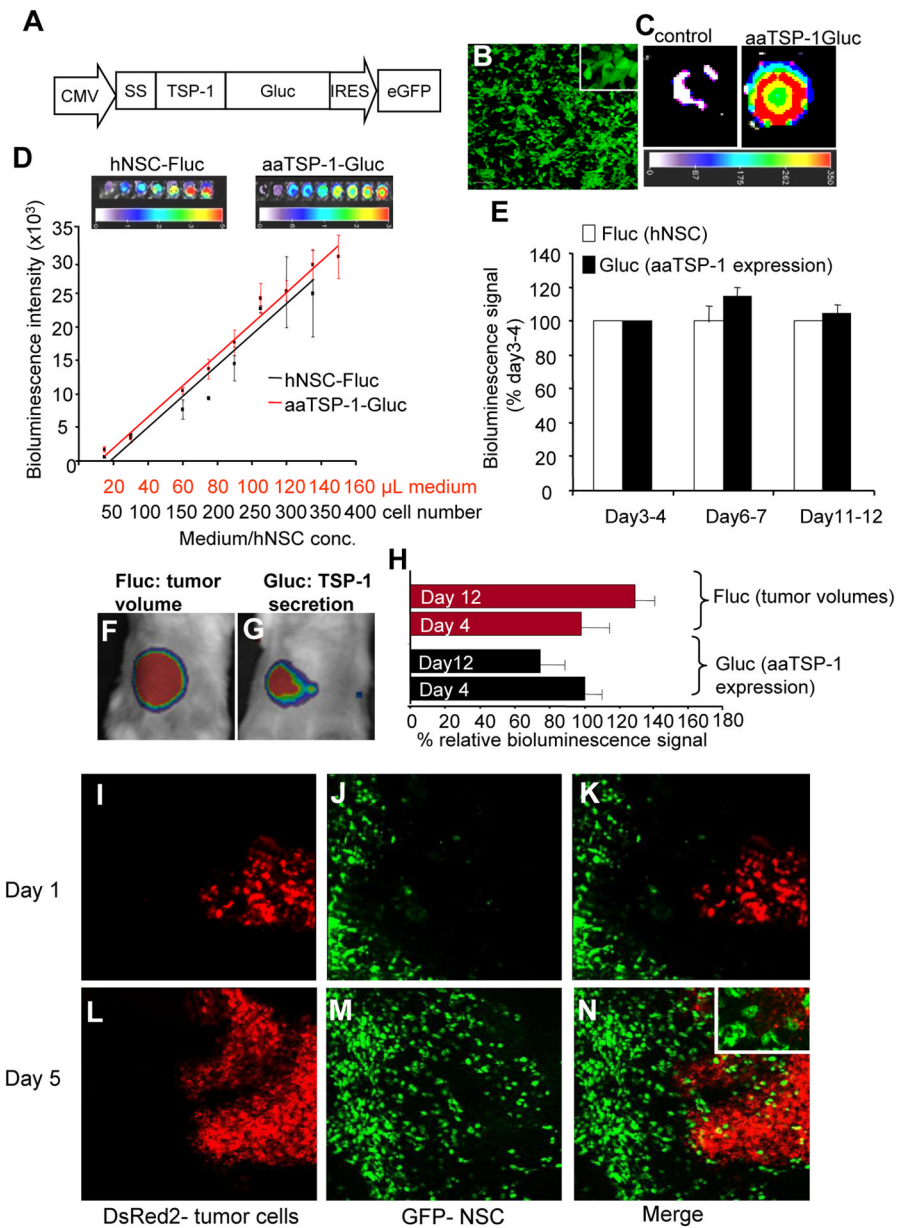 A
CMV SS TSP-1 Gluc IRES eGFP
B
C
control aaTSP-1Gluc
0 87 175 262 350
D
hNSC-Fluc aaTSP-1-Gluc
Bioluminescence intensity (x10³)
35
30
25
20
15
10
5
0
hNSC-Fluc
aaTSP-1-Gluc
20 40 60 80 100 120 140 160 µL medium
50 100 150 200 250 300 350 400 cell number
Medium/hNSC conc.
E
Fluc (hNSC)
Gluc (aaTSP-1 expression)
Bioluminescence signal
(% day3-4)
140
120
100
80
60
40
20
0
Day3-4 Day6-7 Day11-12
Fluc: tumor
volume
Gluc: TSP-1
secretion
F
G
H
Day 12
Day 4
Day12
Day 4
Fluc (tumor volumes)
Gluc (aaTSP-1
expression)
0 20 40 60 80 100 120 140 160 180
% relative bioluminescence signal
Day 1
I
J
K
Day 5
L
M
N
DsRed2- tumor cells GFP- NSC Merge